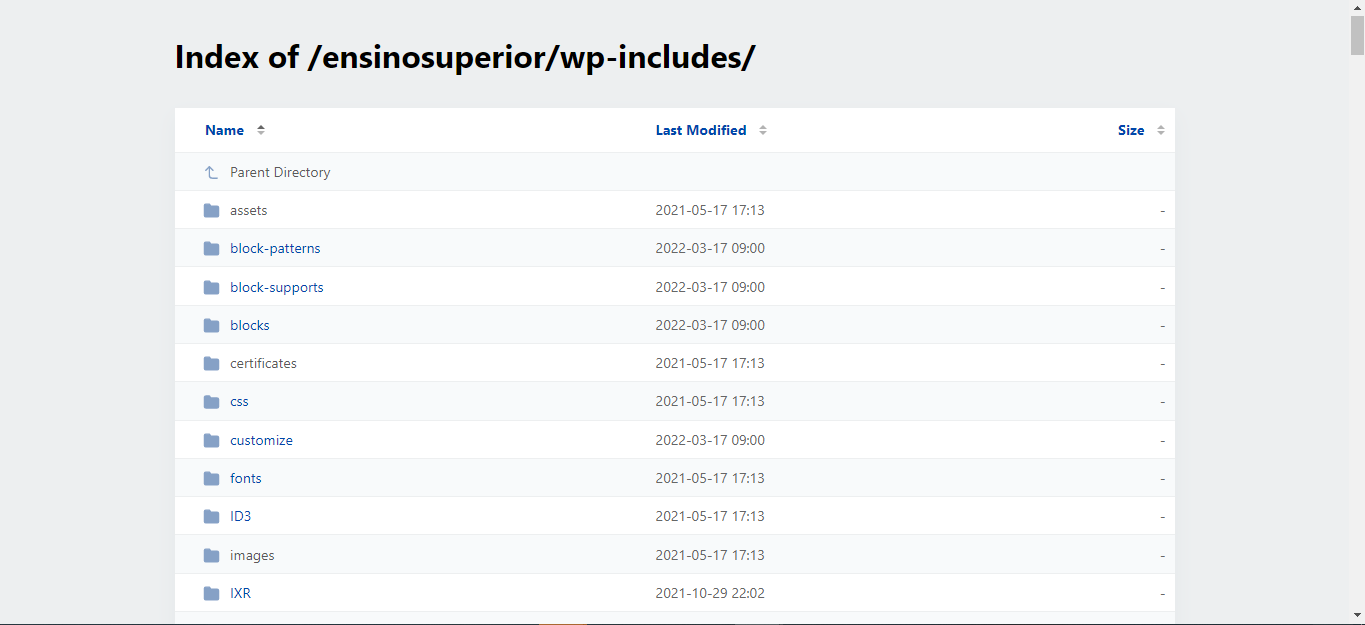 Index of /ensinosuperior/wp-includes/
Name Last Modified Size
Parent Directory
assets 2021-05-17 17:13 -
block-patterns 2022-03-17 09:00 -
block-supports 2022-03-17 09:00 -
blocks 2022-03-17 09:00 -
certificates 2021-05-17 17:13 -
css 2021-05-17 17:13 -
customize 2022-03-17 09:00 -
fonts 2021-05-17 17:13 -
ID3 2021-05-17 17:13 -
images 2021-05-17 17:13 -
IXR 2021-10-29 22:02 -